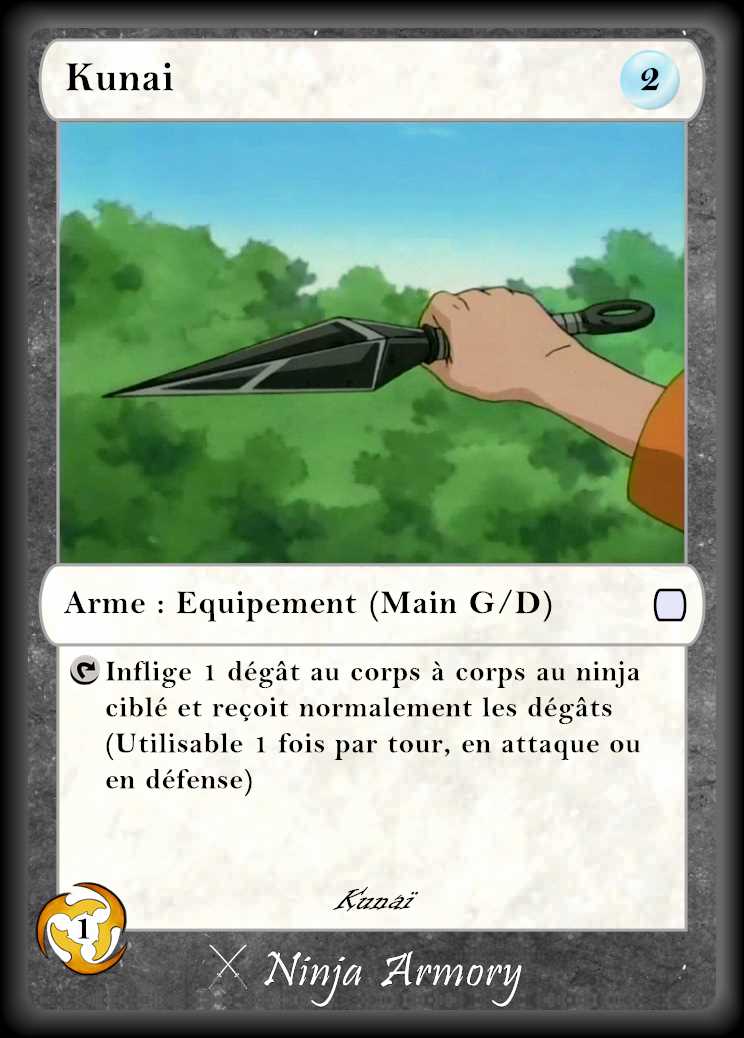 Kunai
2
Arme : Equipement (Main G/D)
Inflige 1 dégât au corps à corps au ninja
ciblé et reçoit normalement les dégâts
(Utilisable 1 fois par tour, en attaque ou
en défense)
Kunaï
1
Ninja Armory